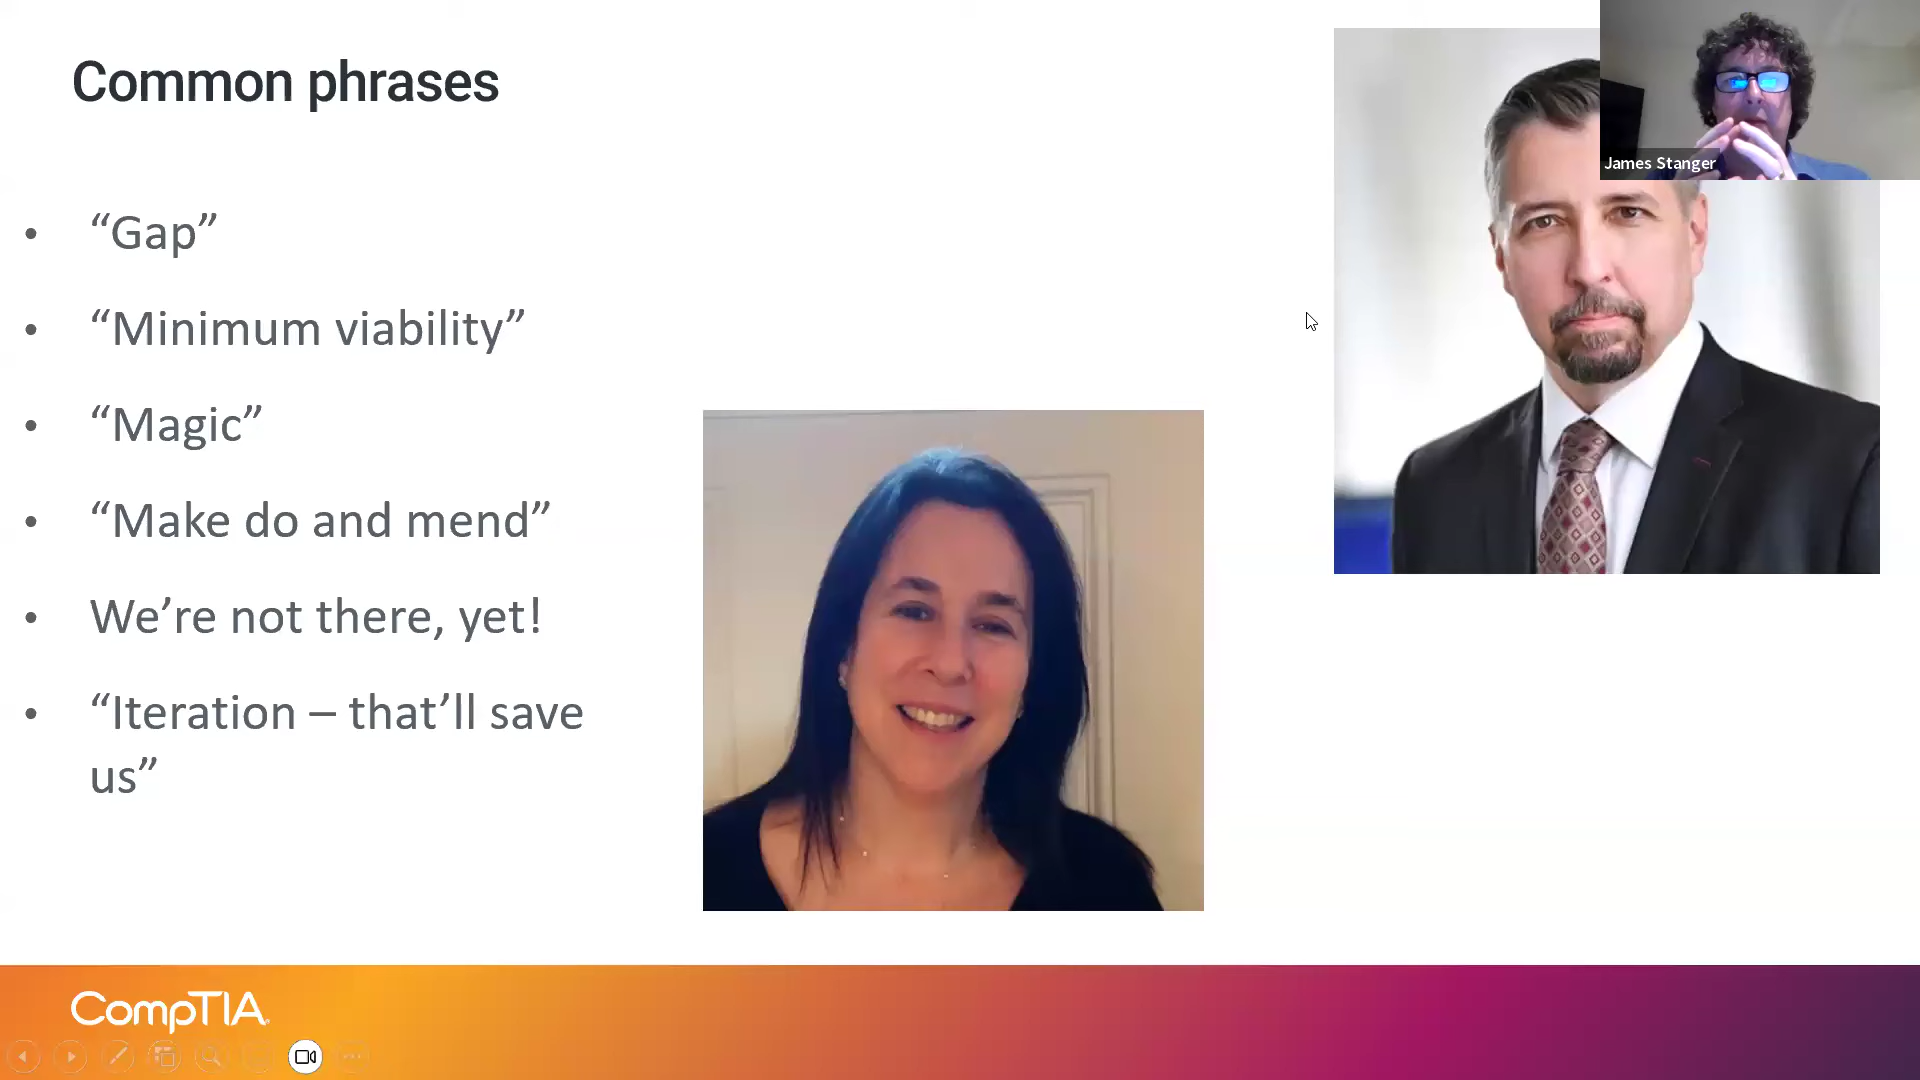 Common phrases
James Stanger
• “Gap”
• “Minimum viability”
• “Magic”
• “Make do and mend”
• We’re not there, yet!
• “Iteration – that’ll save
us”
CompTIA